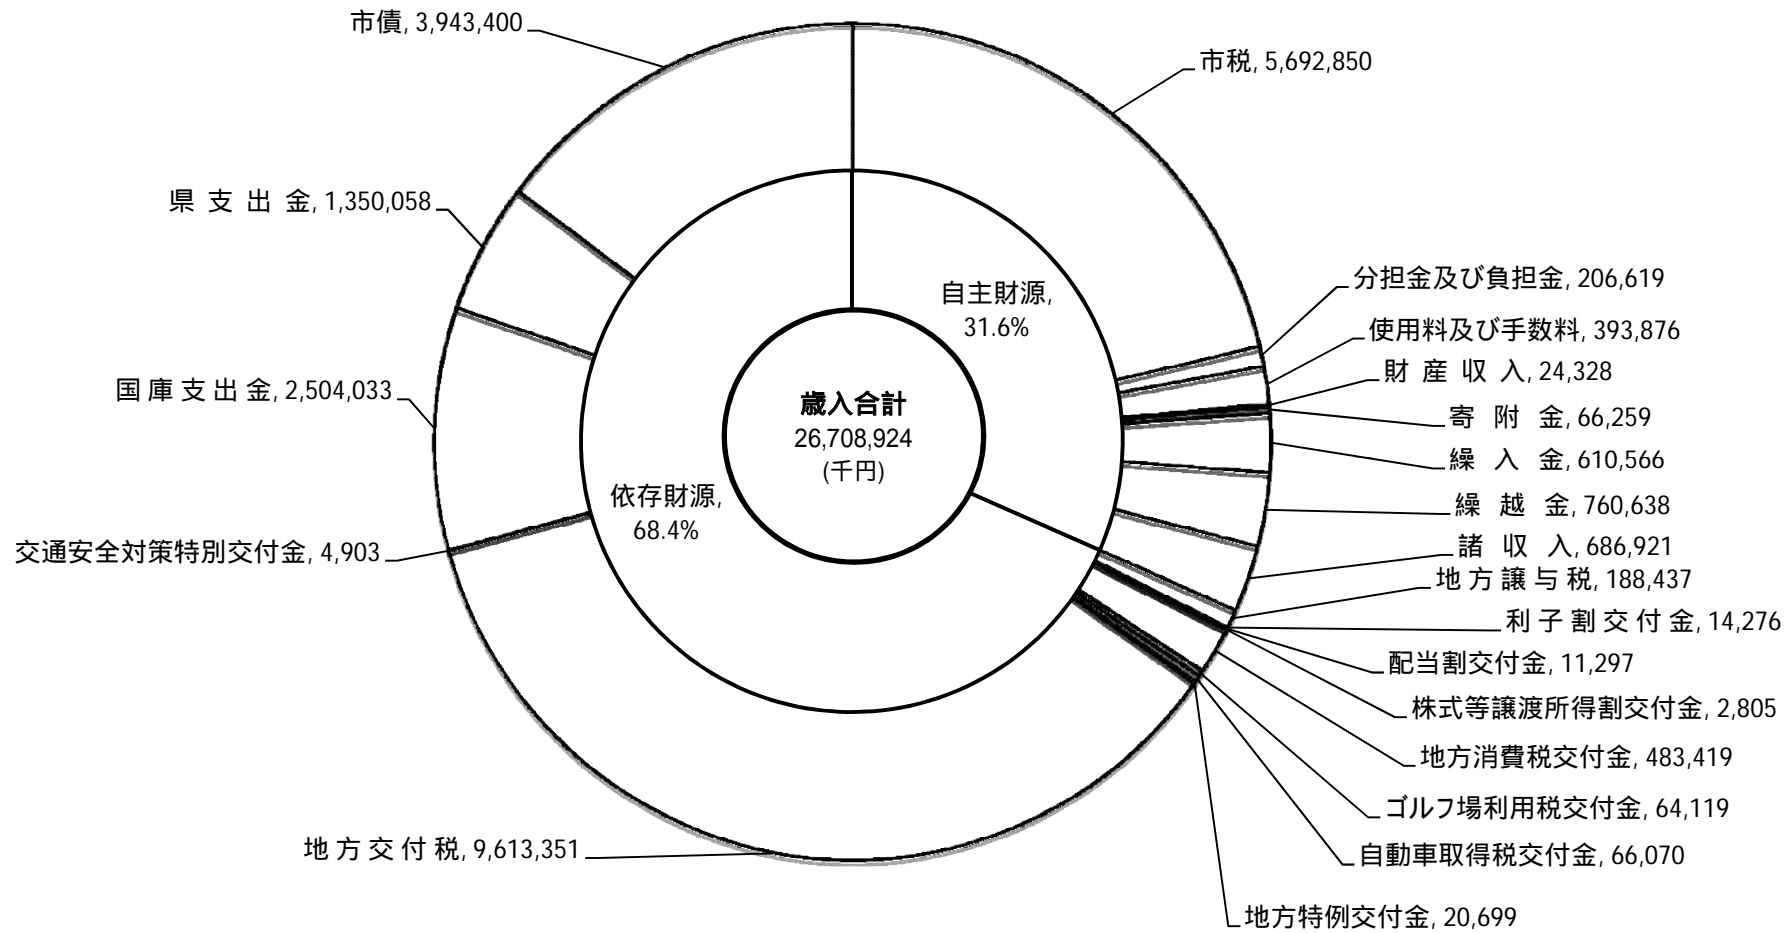 市債, 3,943,400
市税, 5,692,850
県支出金, 1,350,058
分担金及び負担金, 206,619
自主財源,
31.6%
使用料及び手数料, 393,876
財産収入, 24,328
国庫支出金, 2,504,033
歳入合計
26,708,924
(千円)
寄附金, 66,259
繰入金, 610,566
依存財源,
68.4%
繰越金, 760,638
交通安全対策特別交付金, 4,903
諸収入, 686,921
地方譲与税, 188,437
利子割交付金, 14,276
配当割交付金, 11,297
株式等譲渡所得割交付金, 2,805
地方消費税交付金, 483,419
ゴルフ場利用税交付金, 64,119
地方交付税, 9,613,351
自動車取得税交付金, 66,070
地方特例交付金, 20,699